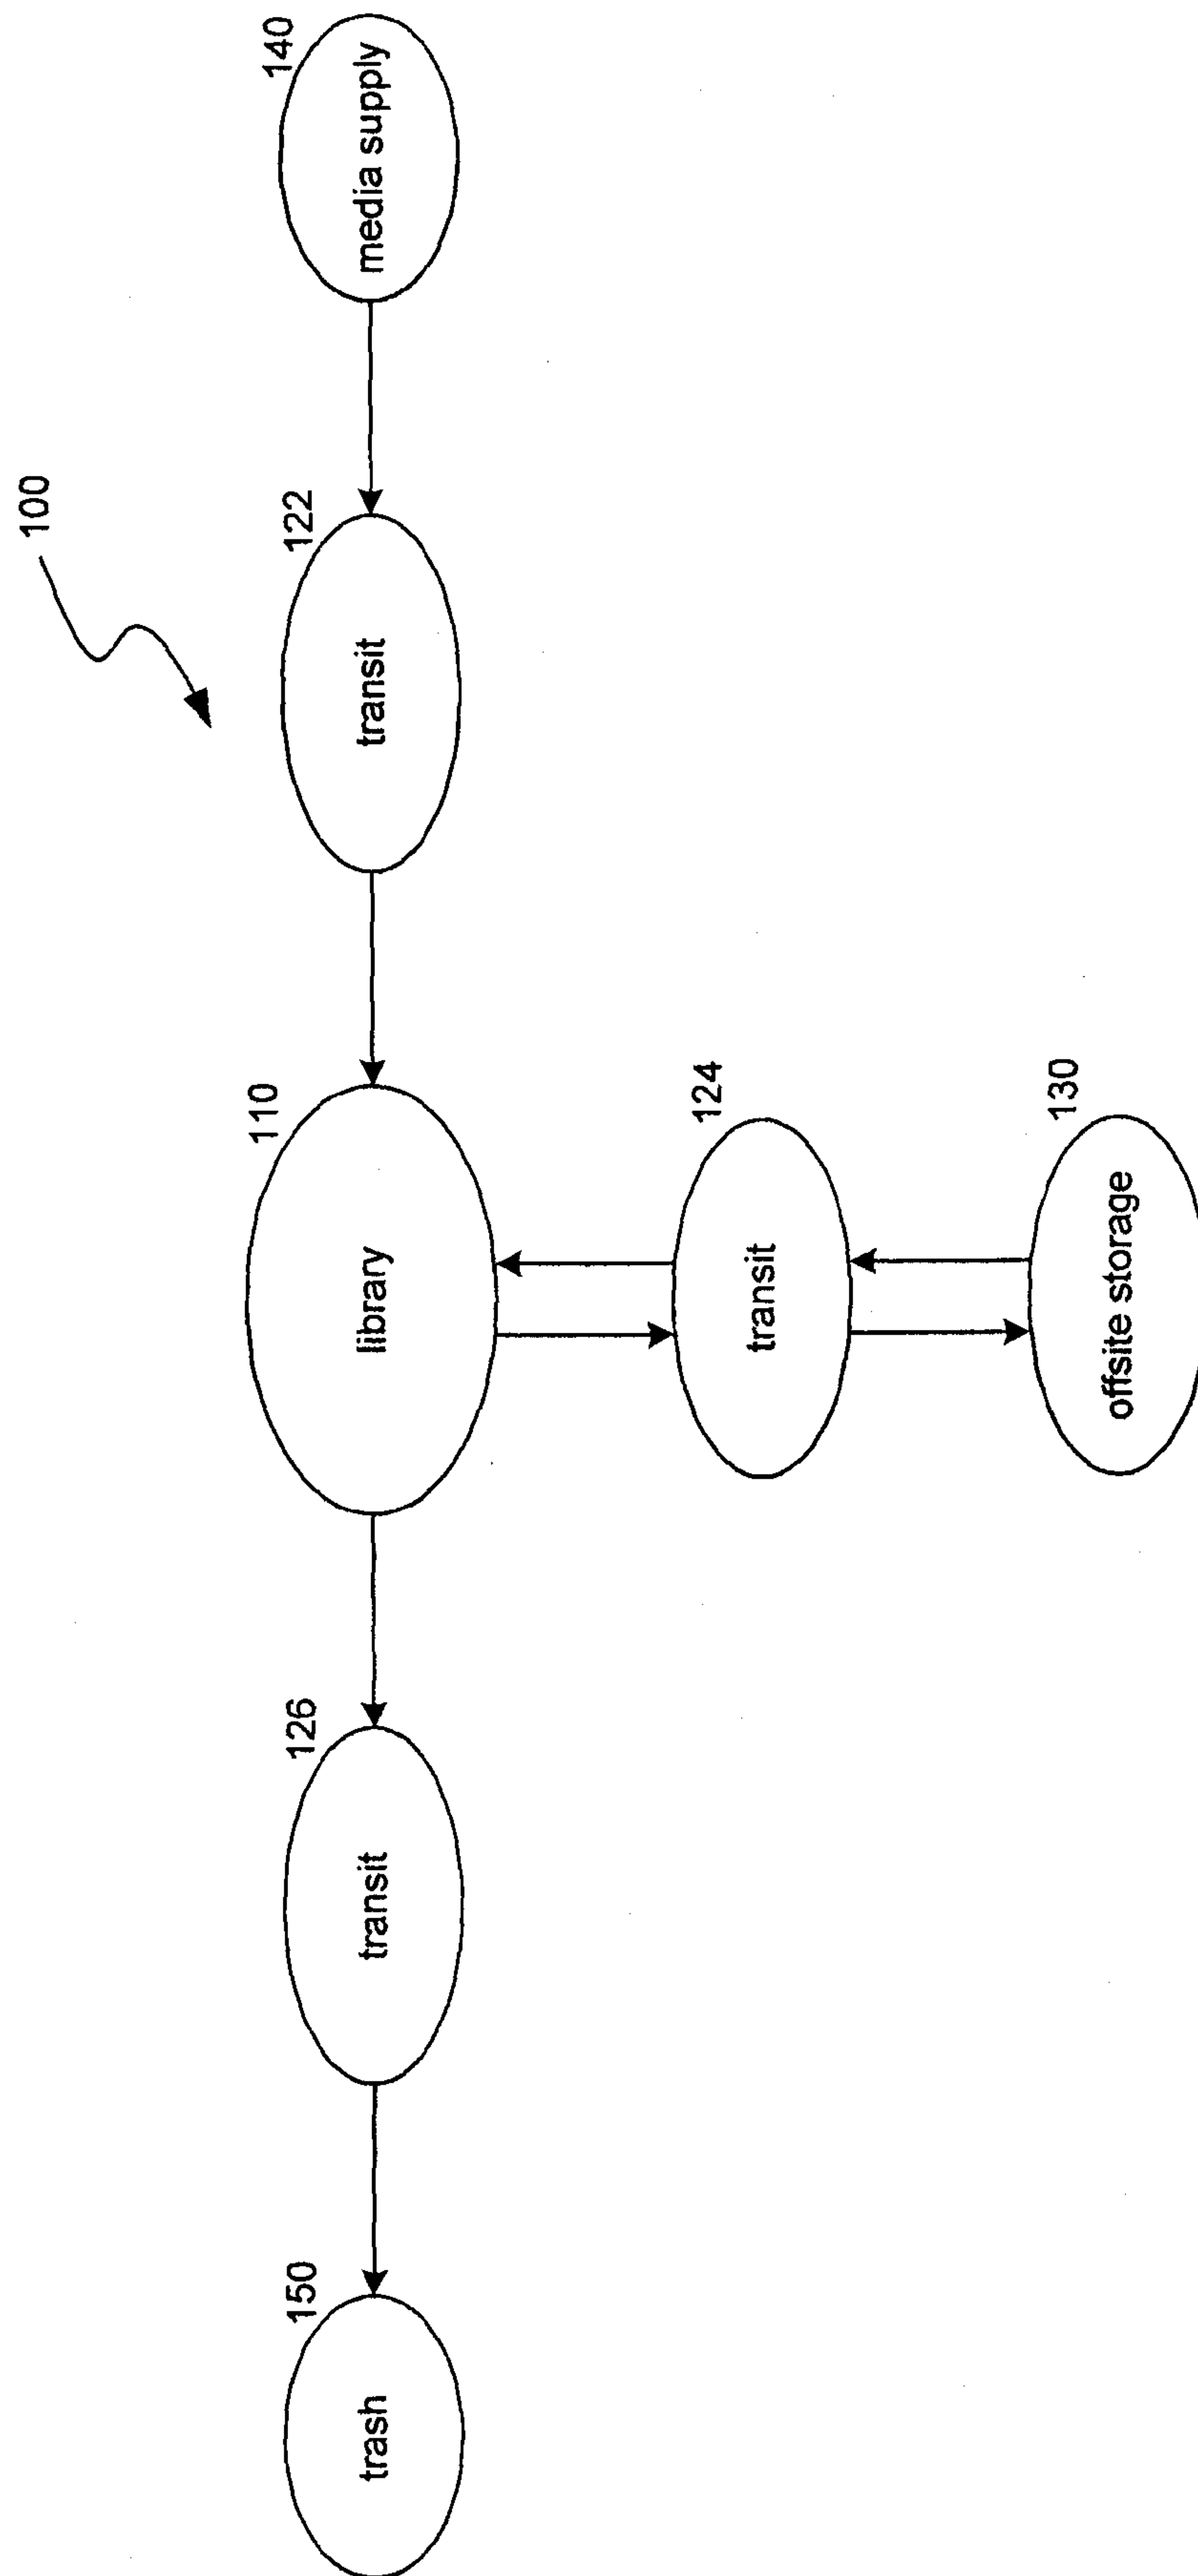 100
150
trash
126
transit
110
library
122
transit
140
media supply
124
transit
130
offsite storage